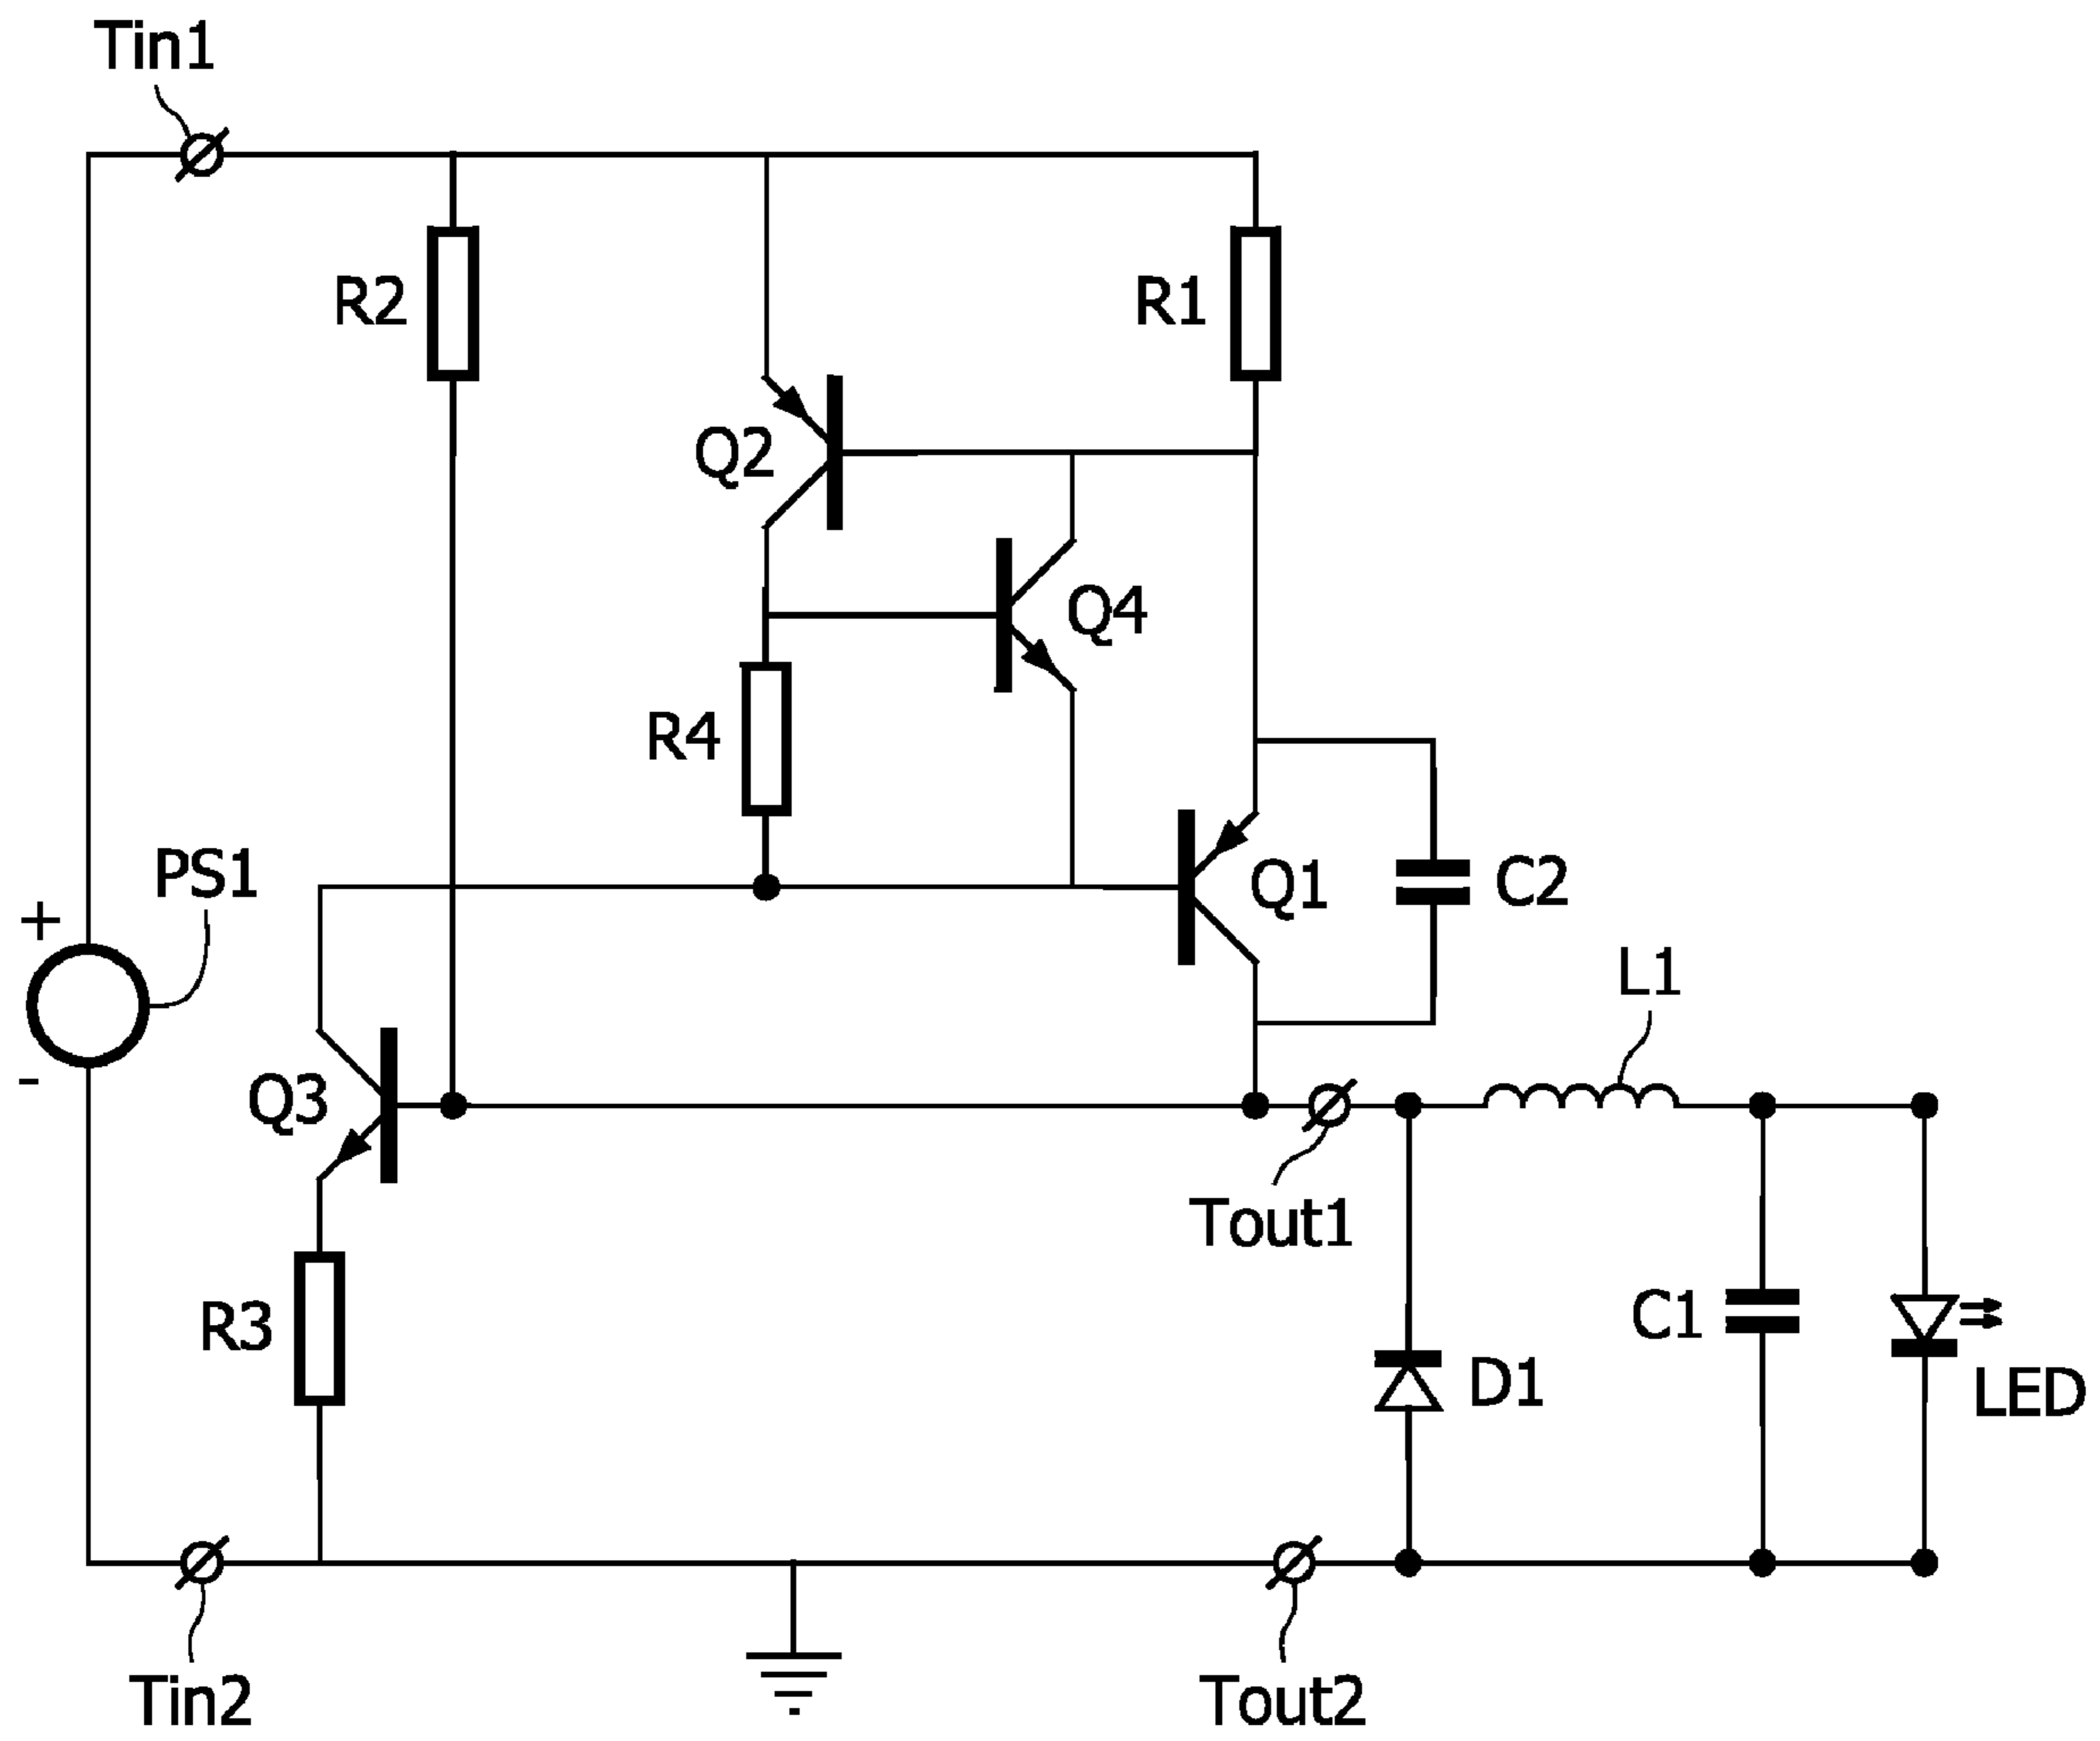 Tin1
R2
R1
Q2
Q4
R4
PS1
+
-
Q1
C2
L1
Q3
Tout1
R3
C1
D1
LED
Tin2
Tout2